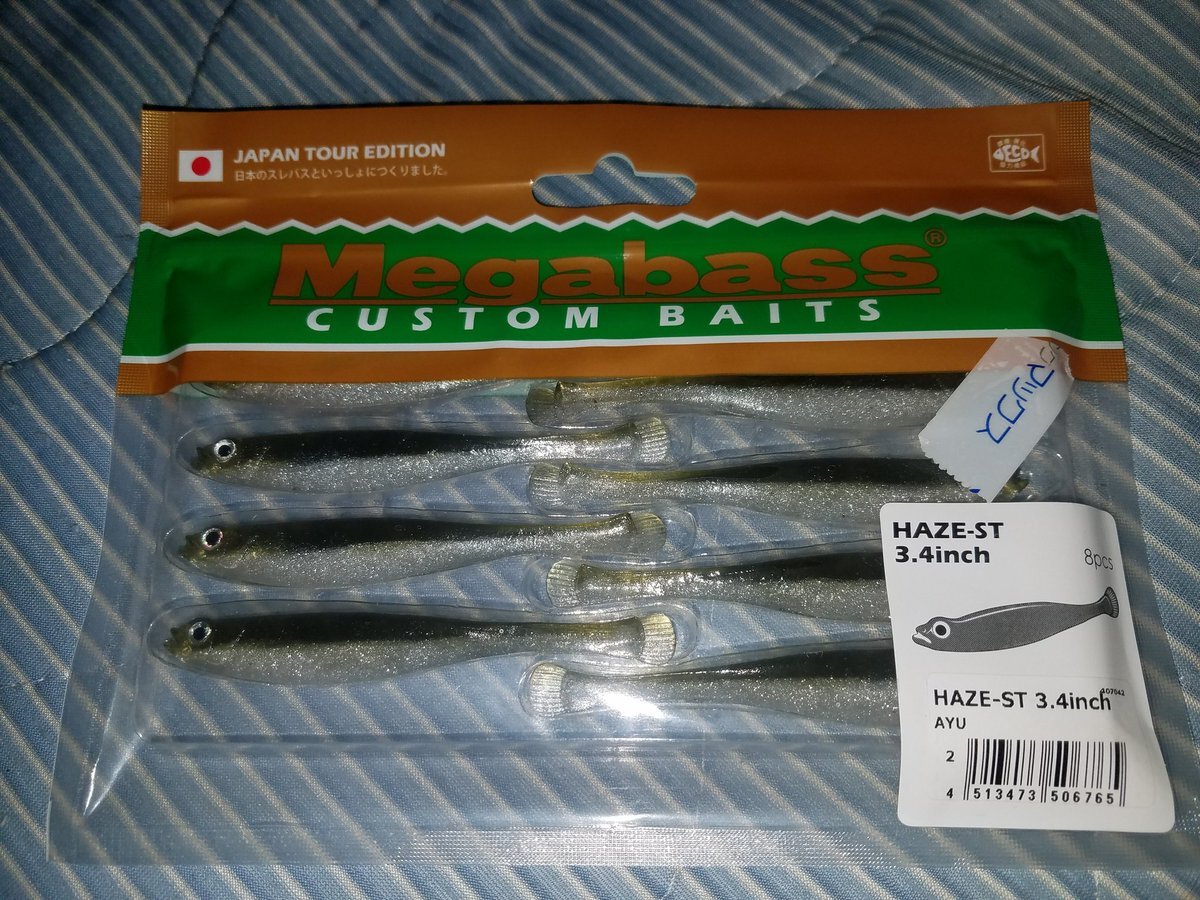 JAPAN TOUR EDITION
日本のスレバスといっしょにつくりました。
Megabass®
CUSTOM BAITS
HAZE-ST
3.4inch
8pcs
HAZE-ST 3.4inch
107042
AYU
2
4 513473 506765